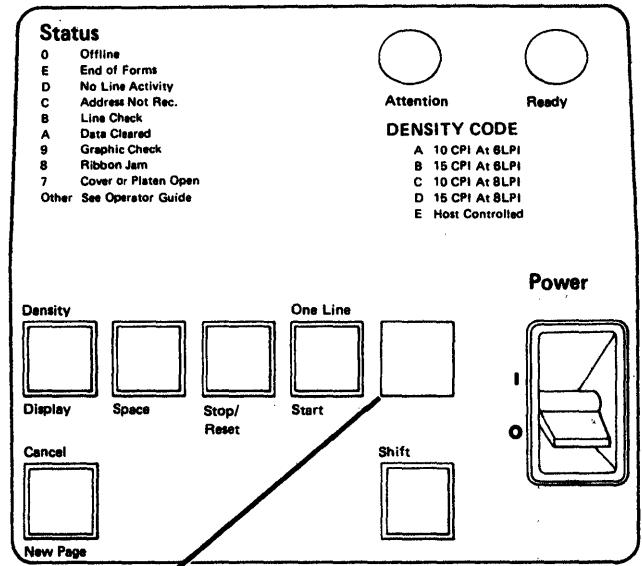 Status
0 Offline
E End of Forms
D No Line Activity
C Address Not Rec.
B Line Check
A Data Cleared
9 Graphic Check
8 Ribbon Jam
7 Cover or Platen Open
Other See Operator Guide
Attention
Ready
DENSITY CODE
A 10 CPI At 6LPI
B 15 CPI At 6LPI
C 10 CPI At 8LPI
D 15 CPI At 8LPI
E Host Controlled
Power
I
O
Density
One Line
Display
Space
Stop/
Reset
Start
Cancel
Shift
New Page